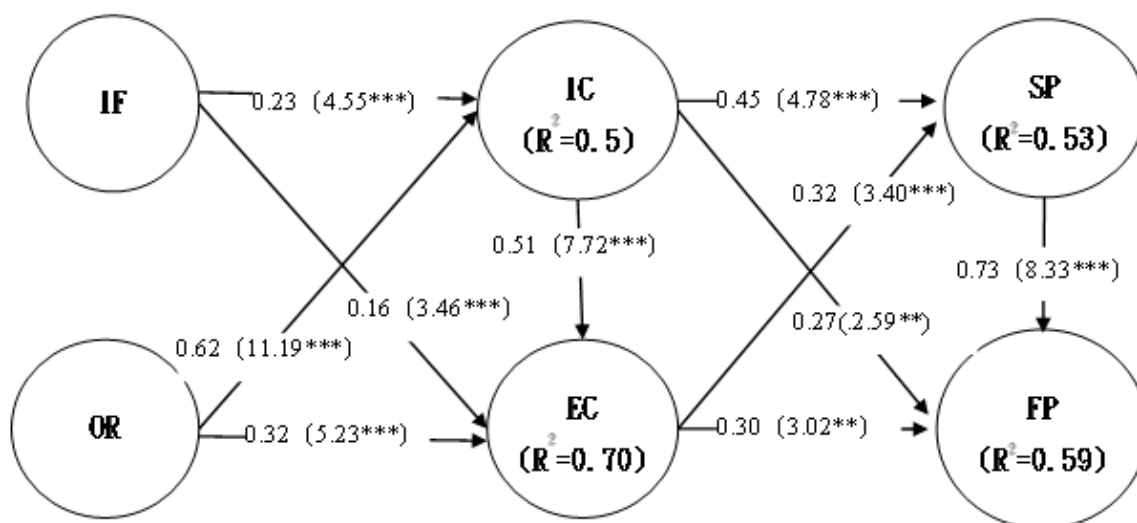 IF
0.23 (4.55***)
IC
(R²=0.5)
0.45 (4.78***)
SP
(R²=0.53)
0.32 (3.40***)
0.51 (7.72***)
0.73 (8.33***)
0.16 (3.46***)
0.27(.2.59**)
0.62 (11.19***)
OR
0.32 (5.23***)
EC
(R²=0.70)
0.30 (3.02**)
FP
(R²=0.59)